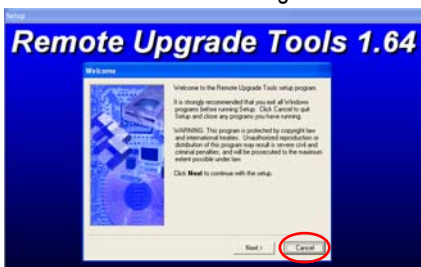 Setup
Remote Upgrade Tools 1.64
Welcome
Welcome to the Remote Upgrade Tools setup program.
It is strongly recommended that you exit all Windows
programs before running Setup. Click Cancel to quit
Setup and close any programs you have running.
WARNING: This program is protected by copyright law
and international treaties. Unauthorized reproduction or
distribution of this program may result is severe civil and
criminal penalties, and will be prosecuted to the maximum
extent possible under law.
Click Next to continue with the setup.
Next >
Cancel